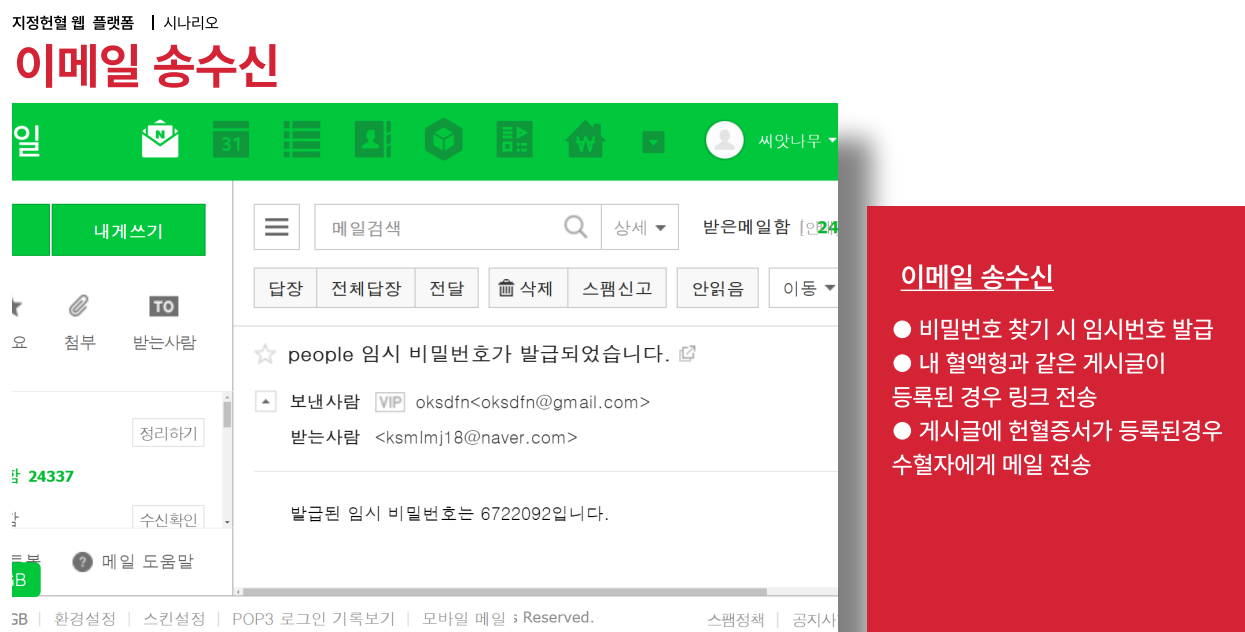 지정헌혈 웹 플랫폼 | 시나리오
이메일 송수신
일
31
씨앗나무
내게쓰기
메일검색
상세
받은메일함
24
답장 전체답장 전달 삭제 스팸신고 안읽음 이동
TO
요 첨부 받는사람
people 임시 비밀번호가 발급되었습니다.
보낸사람 VIP oksdfn<oksdfn@gmail.com>
받는사람 <ksmlmj18@naver.com>
정리하기
함 24337
수신확인
발급된 임시 비밀번호는 6722092입니다.
메일 도움말
GB
GB | 환경설정 | 스킨설정 | POP3 로그인 기록보기 | 모바일 메일 s Reserved.
스팸정책 | 공지사
이메일 송수신
● 비밀번호 찾기 시 임시번호 발급
● 내 혈액형과 같은 게시글이
등록된 경우 링크 전송
● 게시글에 헌혈증서가 등록된경우
수혈자에게 메일 전송